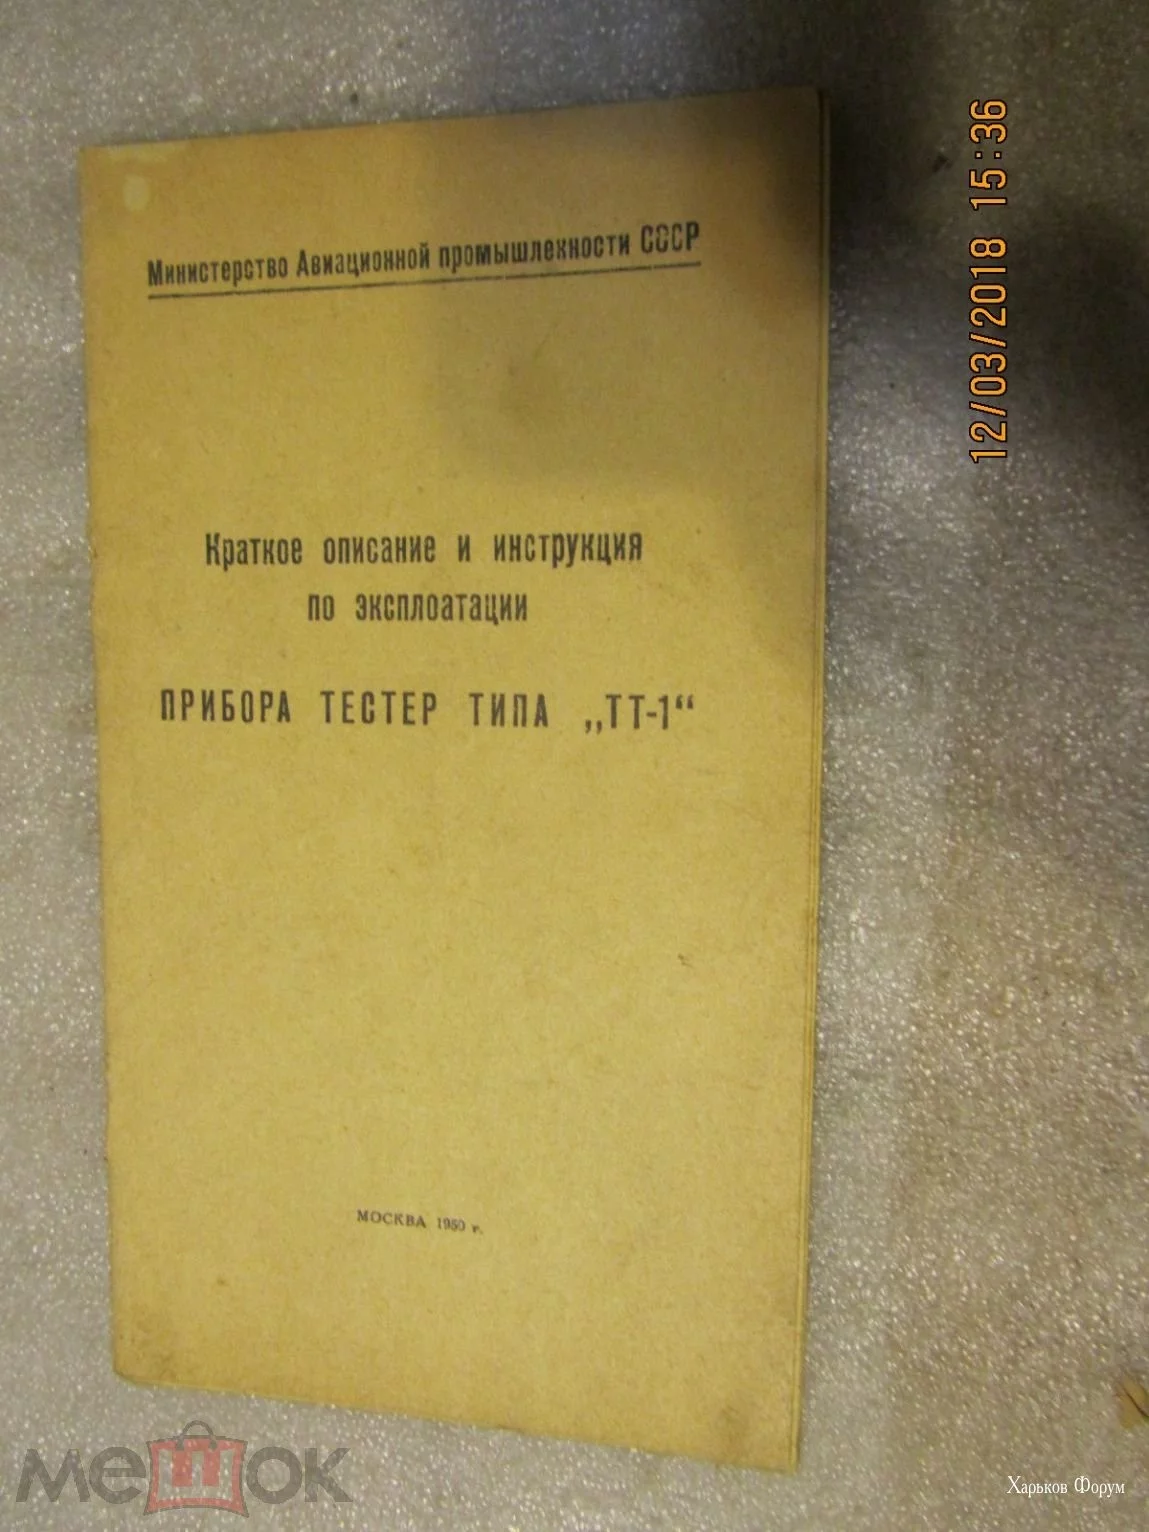 Министерство Авиационной промышленности СССР
Краткое описание и инструкция
по эксплоатации
ПРИБОРА ТЕСТЕР ТИПА „ТТ-1“
МОСКВА 1950 г.
12/03/2018 15:36
мешок
Харьков Форум